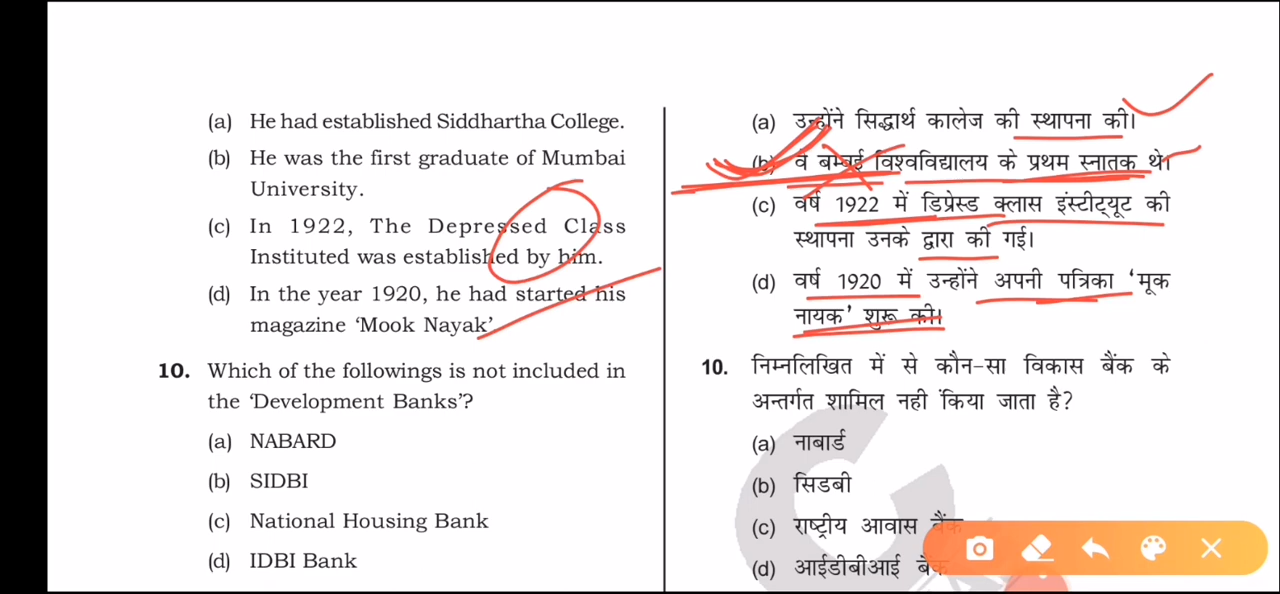 (a) He had established Siddhartha College.
(b) He was the first graduate of Mumbai
University.
(c) In 1922, The Depressed Class
Instituted was established by him.
(d) In the year 1920, he had started his
magazine ‘Mook Nayak’
10. Which of the followings is not included in
the ‘Development Banks’?
(a) NABARD
(b) SIDBI
(c) National Housing Bank
(d) IDBI Bank
(a) उन्होंने सिद्धार्थ कालेज की स्थापना की।
(b) वे बम्बई विश्वविद्यालय के प्रथम स्नातक थे।
(c) वर्ष 1922 में डिप्रेस्ड क्लास इंस्टीट्यूट की
स्थापना उनके द्वारा की गई।
(d) वर्ष 1920 में उन्होंने अपनी पत्रिका ‘मूक
नायक’ शुरू की।
10. निम्नलिखित में से कौन-सा विकास बैंक के
अन्तर्गत शामिल नही किया जाता है?
(a) नाबार्ड
(b) सिडबी
(c) राष्ट्रीय आवास बैंक
(d) आईडीबीआई बैंक